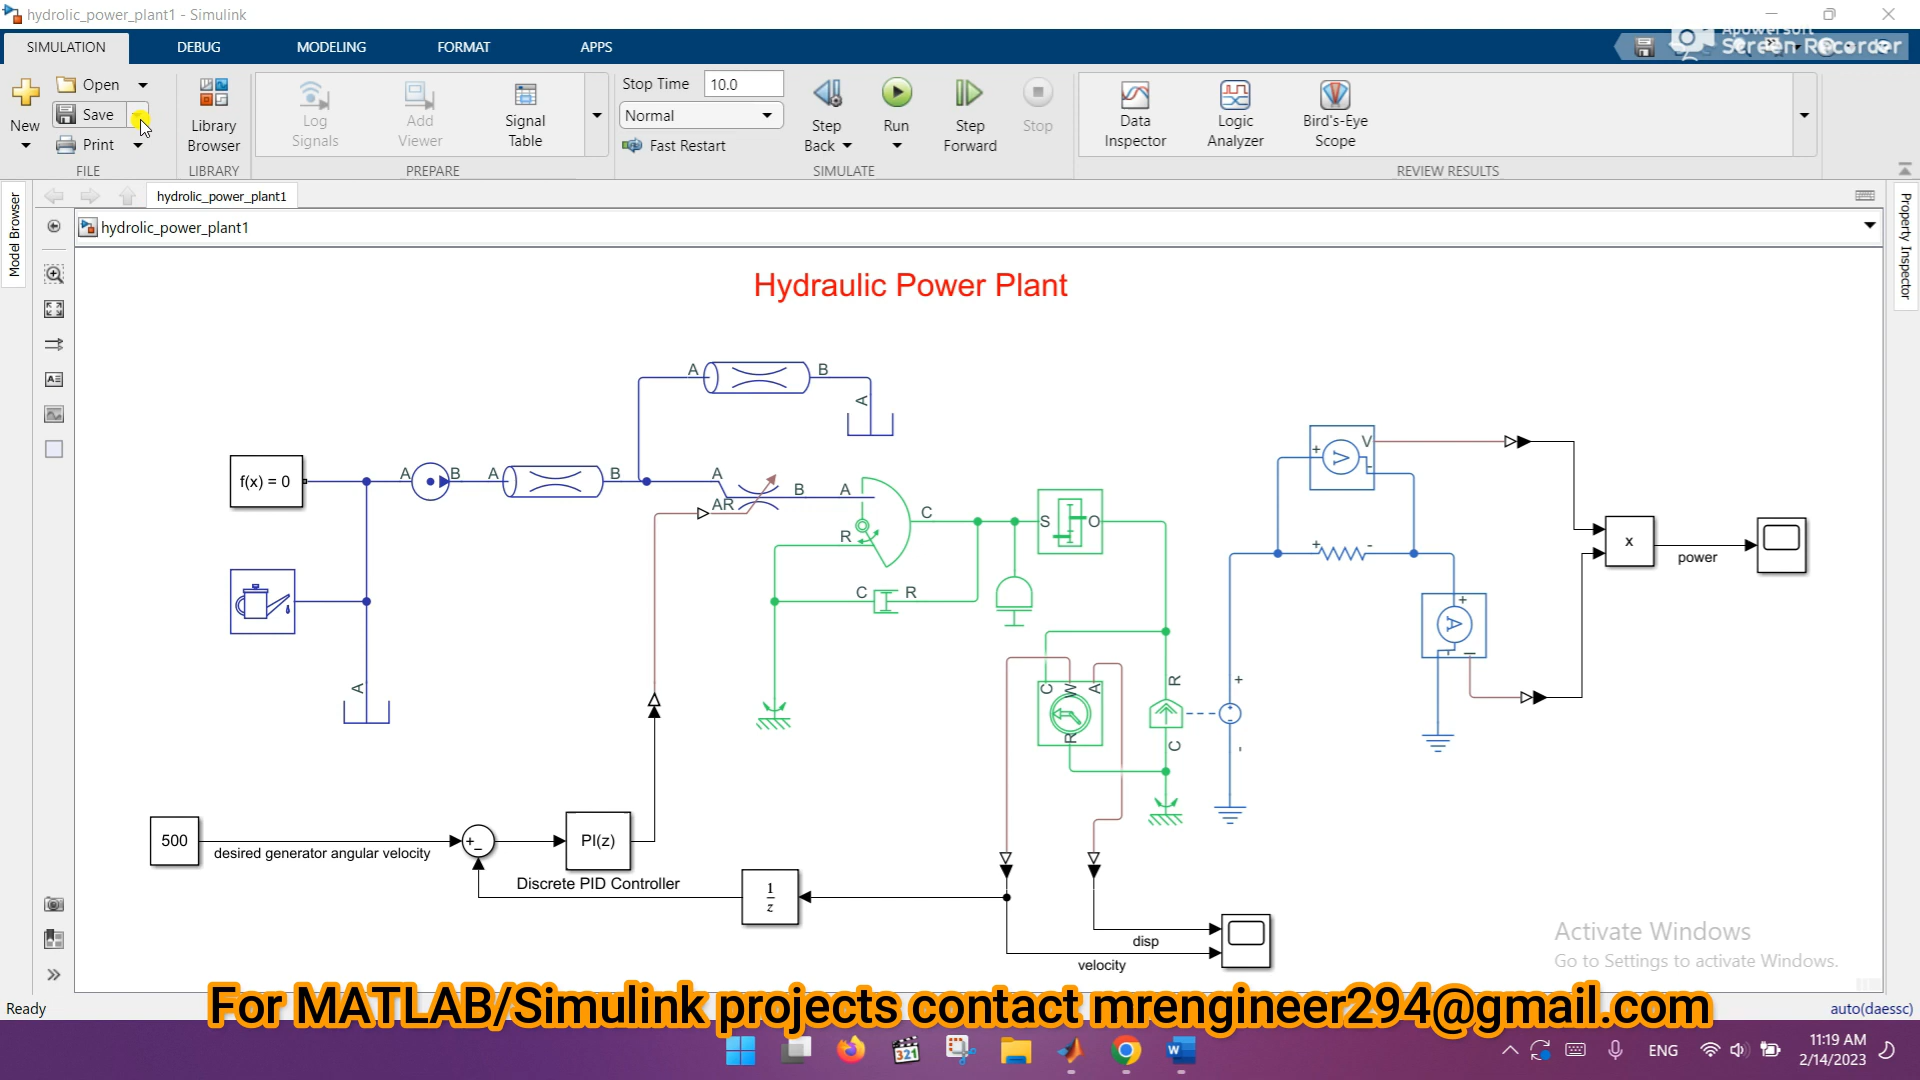 hydrolic_power_plant1 - Simulink
SIMULATION DEBUG MODELING FORMAT APPS
Apowersoft
Screen Recorder
New
Open
Save
Print
FILE
Library
Browser
LIBRARY
Log
Signals
Add
Viewer
Signal
Table
PREPARE
Stop Time 10.0
Normal
Fast Restart
Step
Back
Run
Step
Forward
Stop
SIMULATE
Data
Inspector
Logic
Analyzer
Bird's-Eye
Scope
REVIEW RESULTS
Model Browser
Property Inspector
hydrolic_power_plant1
hydrolic_power_plant1
Hydraulic Power Plant
A B
A
f(x) = 0
A B A B A
AR B A
R
C
C R
S O
A
C W A
R
R
C
+
-
+ V
-
+ -
+
A
- I
V
x
power
500
desired generator angular velocity
+
-
PI(z)
Discrete PID Controller
1
z
disp
velocity
Activate Windows
Go to Settings to activate Windows.
Ready
auto(daessc)
For MATLAB/Simulink projects contact mrengineer294@gmail.com
321
W
ENG
11:19 AM
2/14/2023